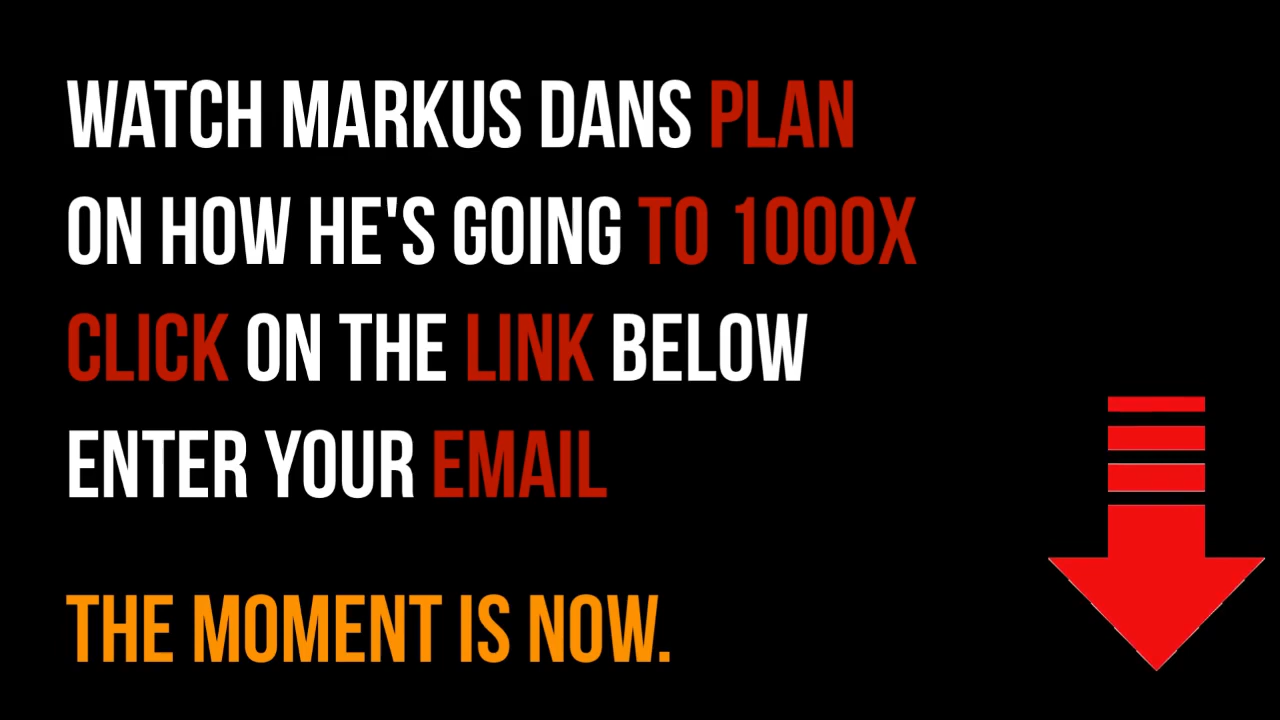 WATCH MARKUS DANS PLAN
ON HOW HE'S GOING TO 1000X
CLICK ON THE LINK BELOW
ENTER YOUR EMAIL
THE MOMENT IS NOW.